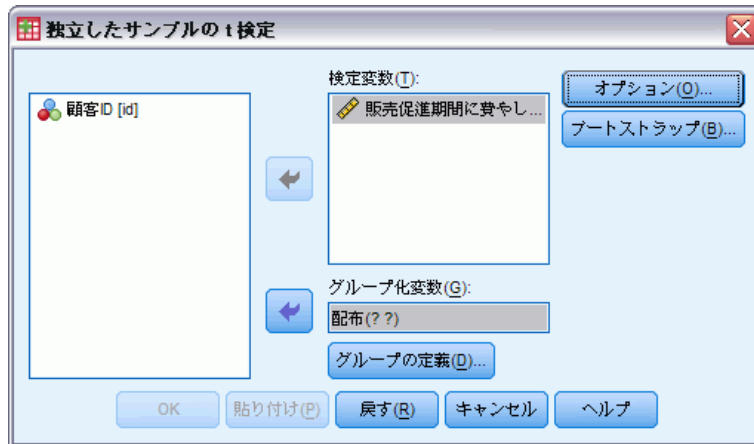 独立したサンプルの t 検定
顧客ID [id]
検定変数(T):
販売促進期間に費やし...
オプション(O)...
ブートストラップ(B)...
グループ化変数(G):
配布(? ?)
グループの定義(D)...
OK
貼り付け(P)
戻す(R)
キャンセル
ヘルプ